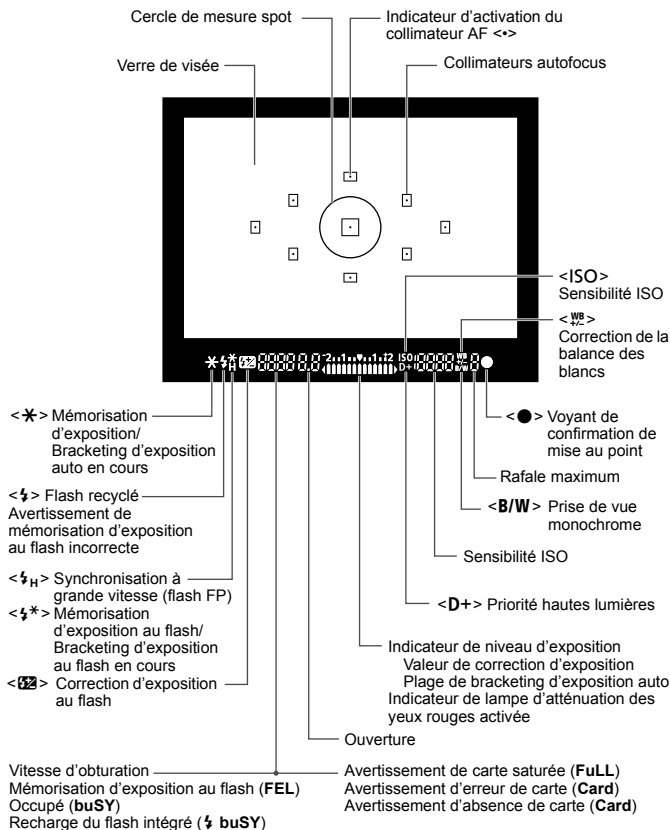 Cercle de mesure spot
Indicateur d'activation du
collimateur AF <•>
Verre de visée
Collimateurs autofocus
<ISO>
Sensibilité ISO
<WB +/->
Correction de la
balance des
blancs
-2..1..▼..1.:2 ISO WB +/-
D+ B/W
<✱> Mémorisation
d'exposition/
Bracketing d'exposition
auto en cours
<●> Voyant de
confirmation de
mise au point
Rafale maximum
<⚡> Flash recyclé
Avertissement de
mémorisation d'exposition
au flash incorrecte
<B/W> Prise de vue
monochrome
Sensibilité ISO
<⚡H> Synchronisation à
grande vitesse (flash FP)
<⚡*> Mémorisation
d'exposition au flash/
Bracketing d'exposition
au flash en cours
<D+> Priorité hautes lumières
Indicateur de niveau d'exposition
Valeur de correction d'exposition
Plage de bracketing d'exposition auto
Indicateur de lampe d'atténuation des
yeux rouges activée
<⚡±> Correction d'exposition
au flash
Ouverture
Vitesse d'obturation
Mémorisation d'exposition au flash (FEL)
Occupé (buSY)
Recharge du flash intégré (⚡ buSY)
Avertissement de carte saturée (FuLL)
Avertissement d'erreur de carte (Card)
Avertissement d'absence de carte (Card)